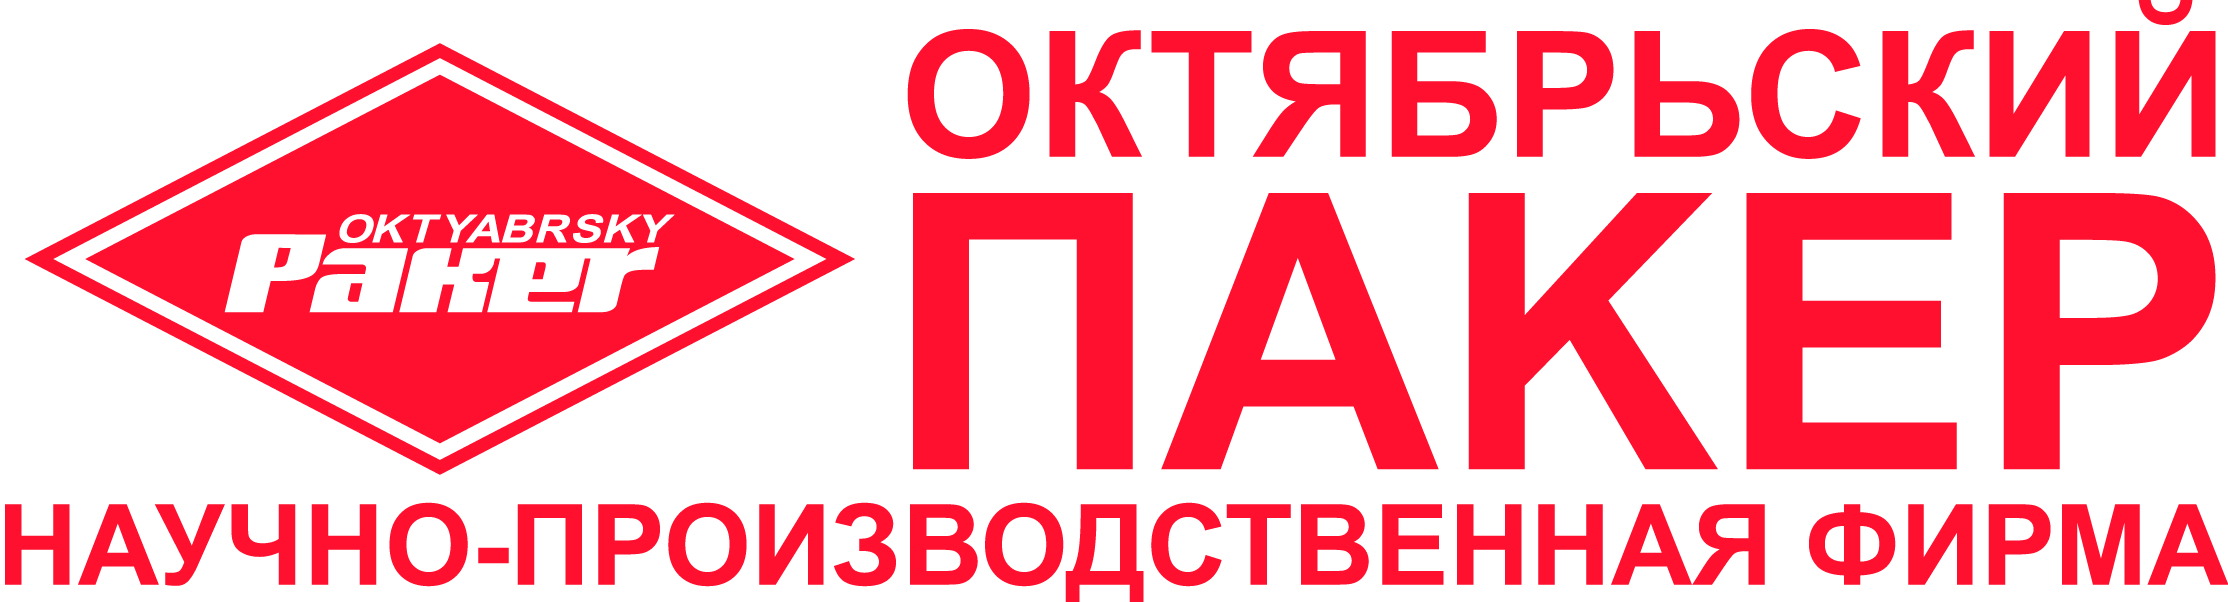 OKTYABRSKY
Paker
ОКТЯБРЬСКИЙ
ПАКЕР
НАУЧНО-ПРОИЗВОДСТВЕННАЯ ФИРМА